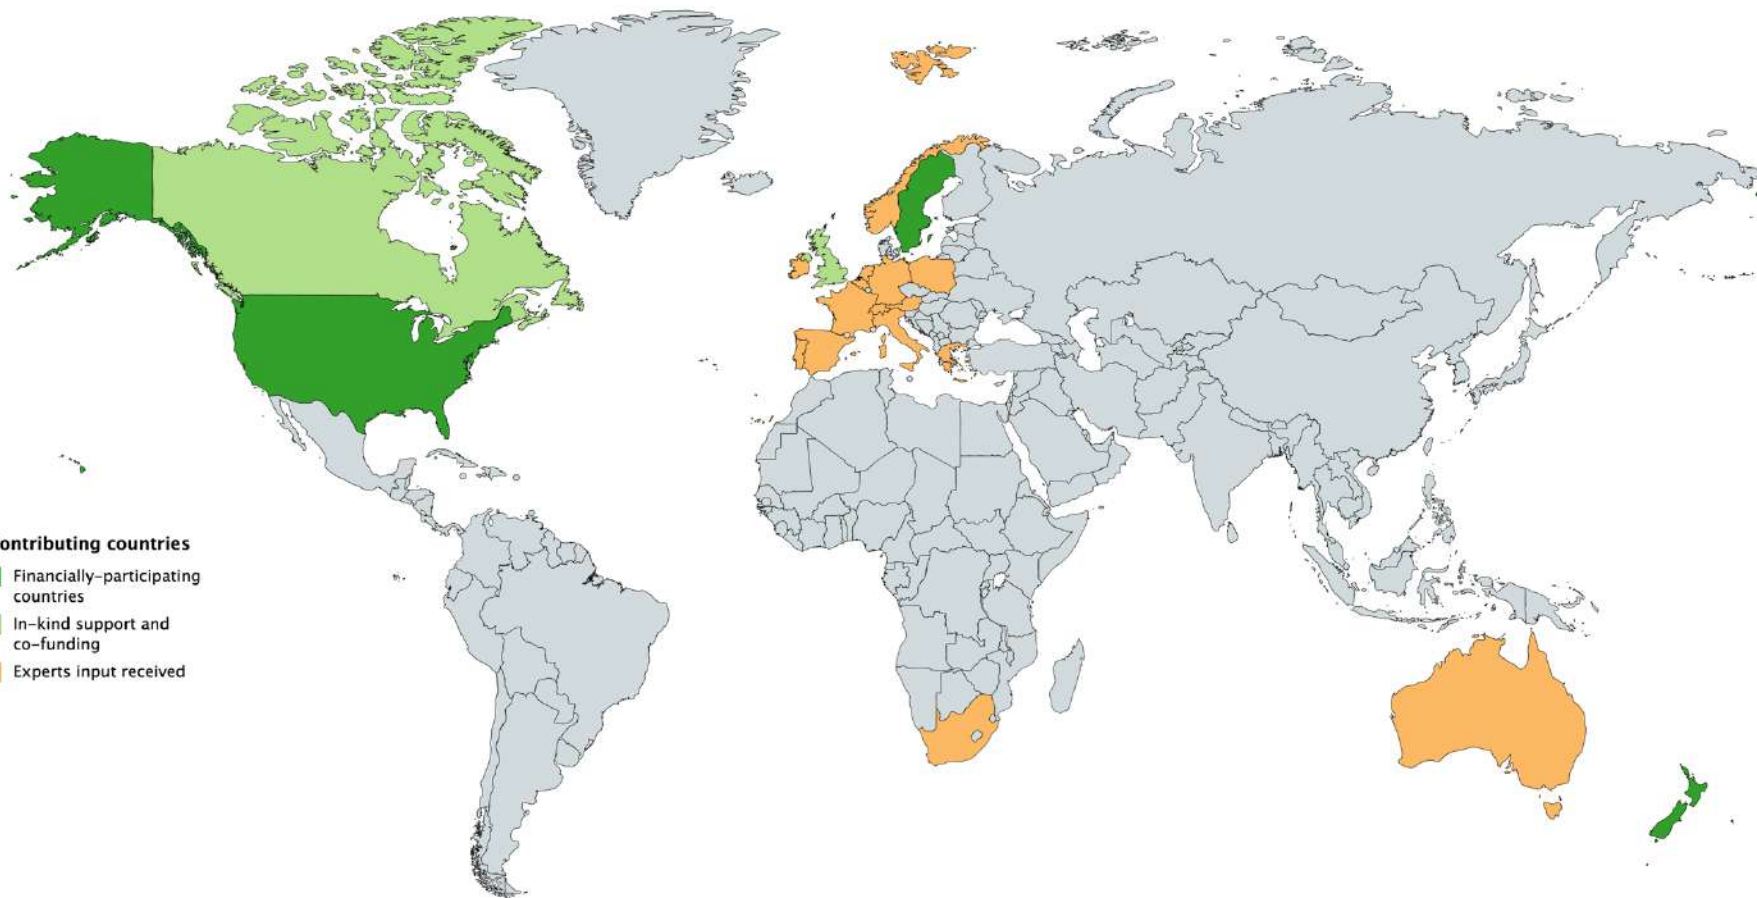 ontributing countries
Financially-participating
countries
In-kind support and
co-funding
Experts input received